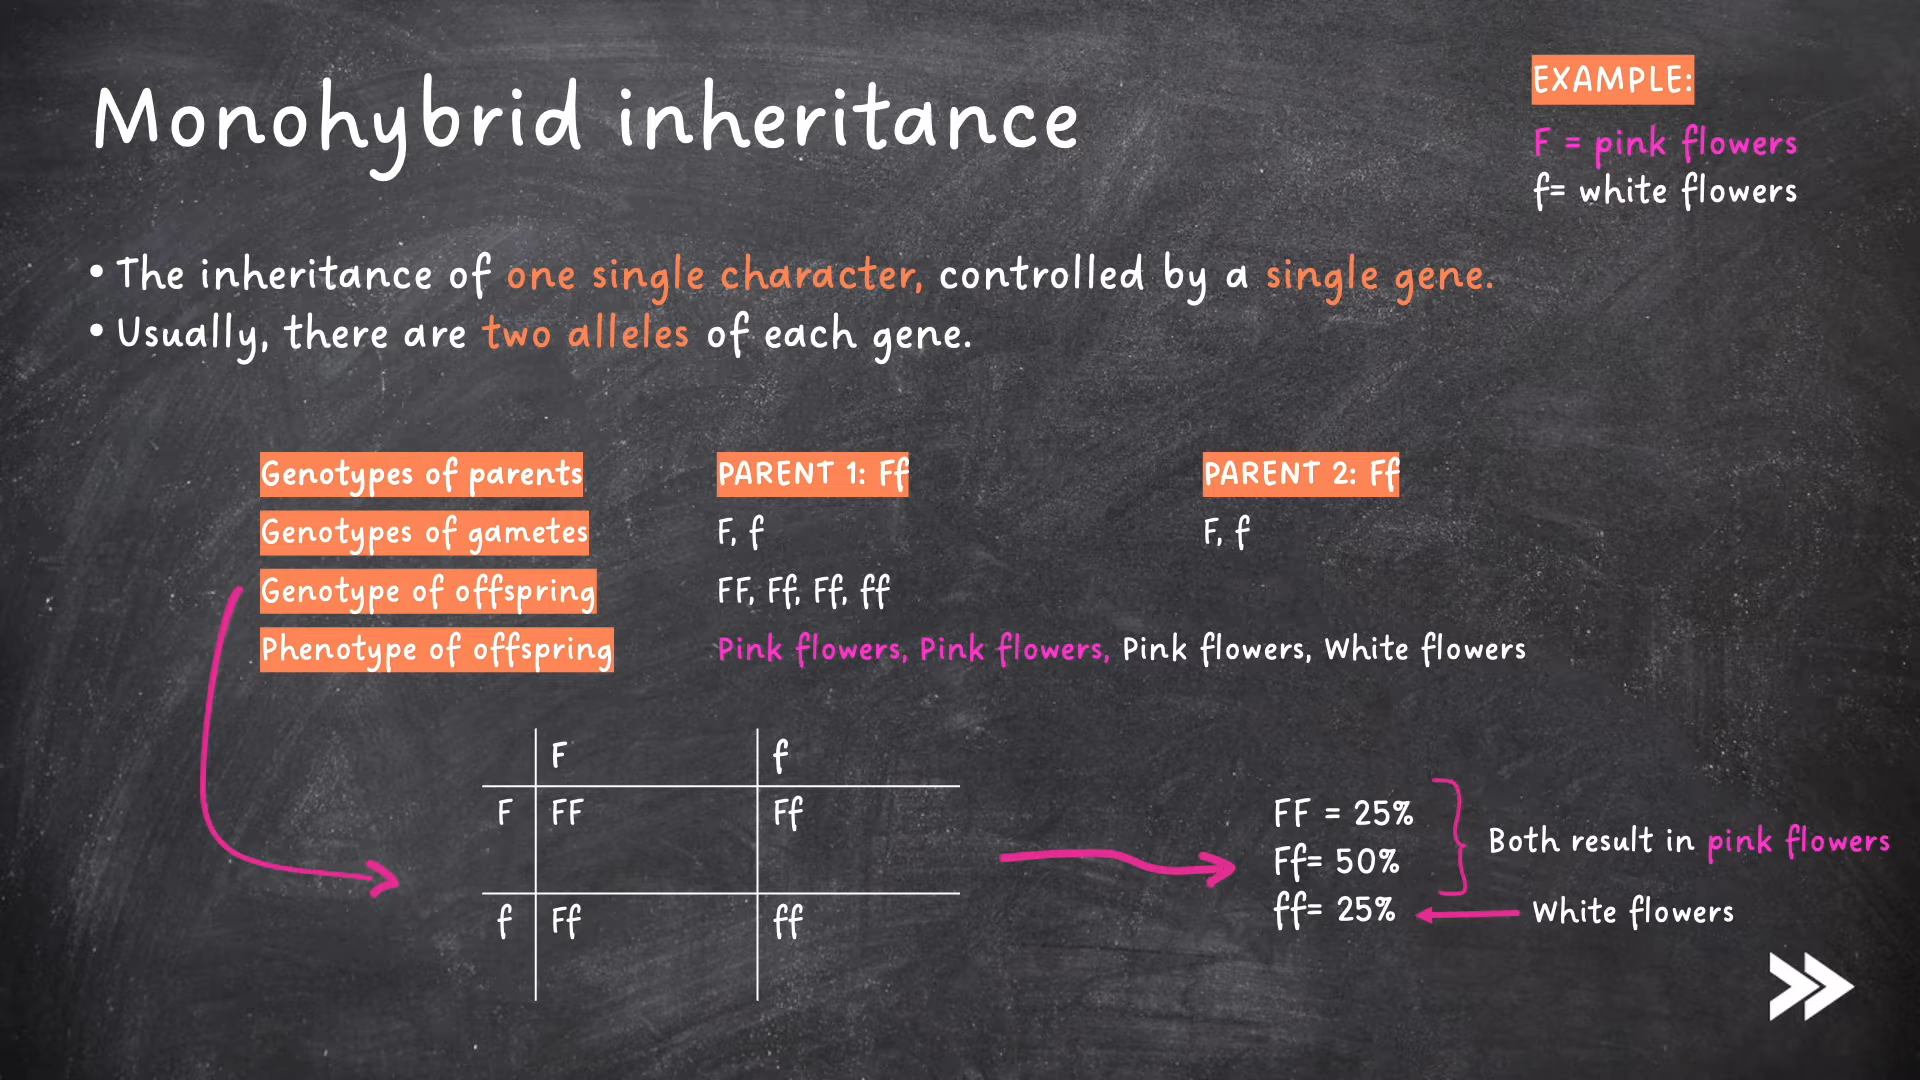 Monohybrid inheritance
EXAMPLE:
F = pink flowers
f= white flowers
• The inheritance of one single character, controlled by a single gene.
• Usually, there are two alleles of each gene.
Genotypes of parents PARENT 1: Ff PARENT 2: Ff
Genotypes of gametes F, f F, f
Genotype of offspring FF, Ff, Ff, ff
Phenotype of offspring Pink flowers, Pink flowers, Pink flowers, White flowers
F f
F FF Ff
f Ff ff
FF = 25%
Ff= 50%
ff= 25%
Both result in pink flowers
White flowers